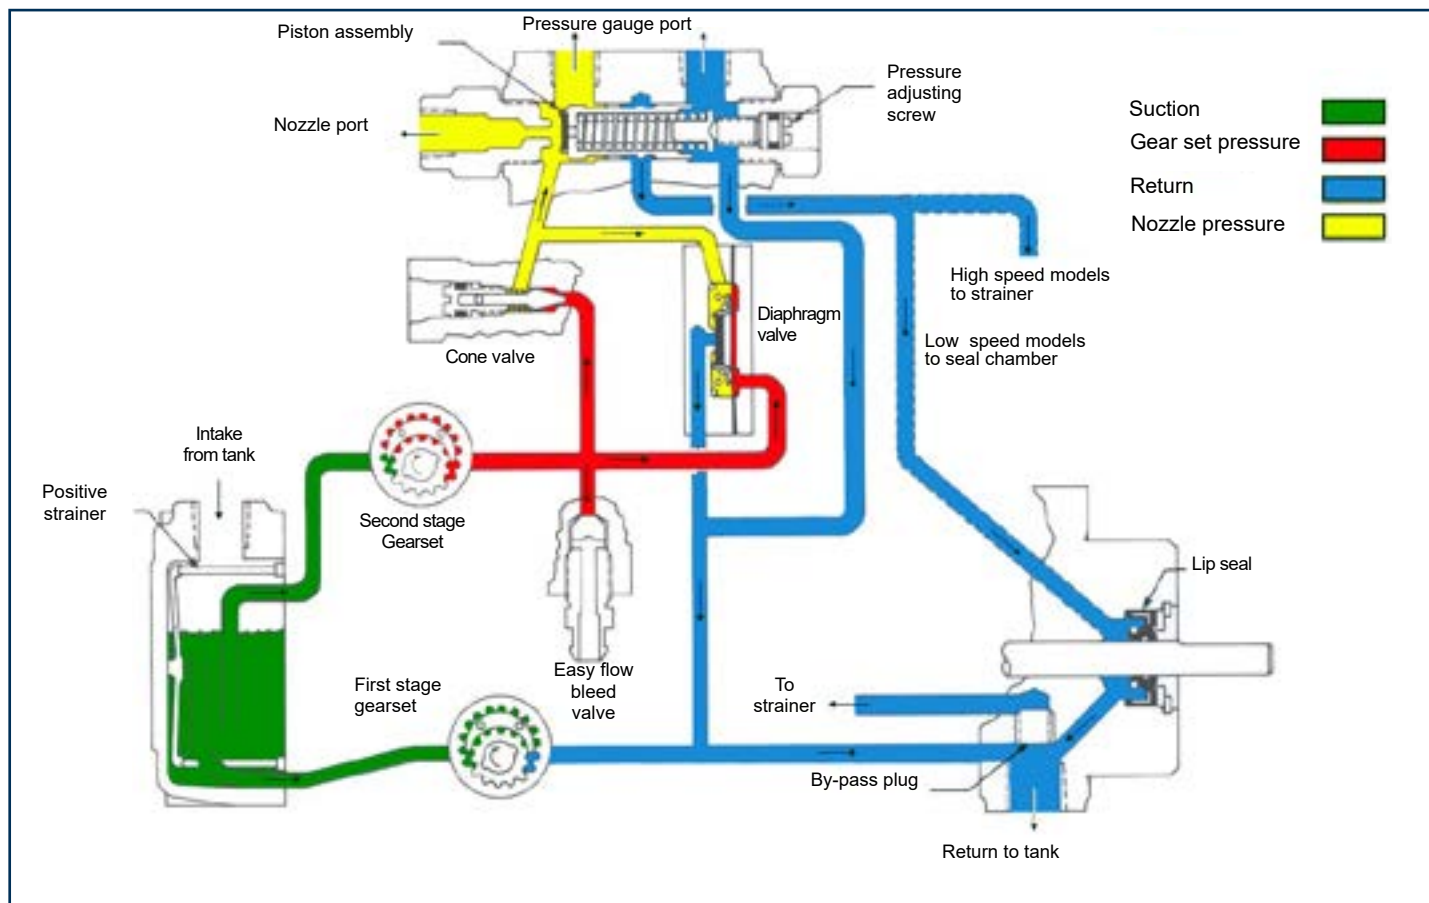 Piston assembly
Pressure gauge port
Pressure
adjusting
screw
Nozzle port
Suction
Gear set pressure
Return
Nozzle pressure
High speed models
to strainer
Diaphragm
valve
Low speed models
to seal chamber
Cone valve
Intake
from tank
Positive
strainer
Second stage
Gearset
Lip seal
Easy flow
bleed
valve
First stage
gearset
To
strainer
By-pass plug
Return to tank